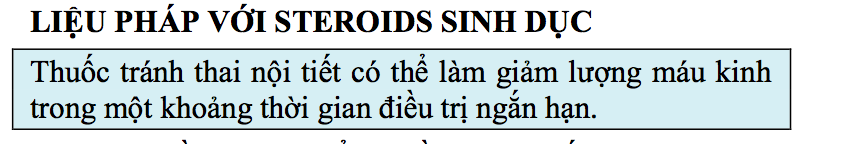 LIỆU PHÁP VỚI STEROIDS SINH DỤC
Thuốc tránh thai nội tiết có thể làm giảm lượng máu kinh
trong một khoảng thời gian điều trị ngắn hạn.